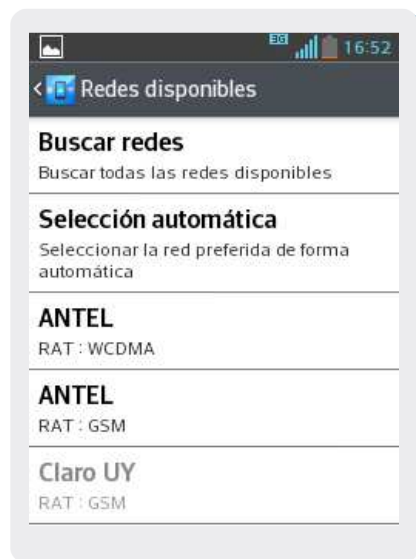 3G 16:52
< Redes disponibles
Buscar redes
Buscar todas las redes disponibles
Selección automática
Seleccionar la red preferida de forma
automática
ANTEL
RAT : WCDMA
ANTEL
RAT : GSM
Claro UY
RAT : GSM